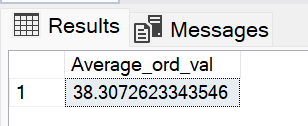 Results Messages
Average_ord_val
1 38.3072623343546